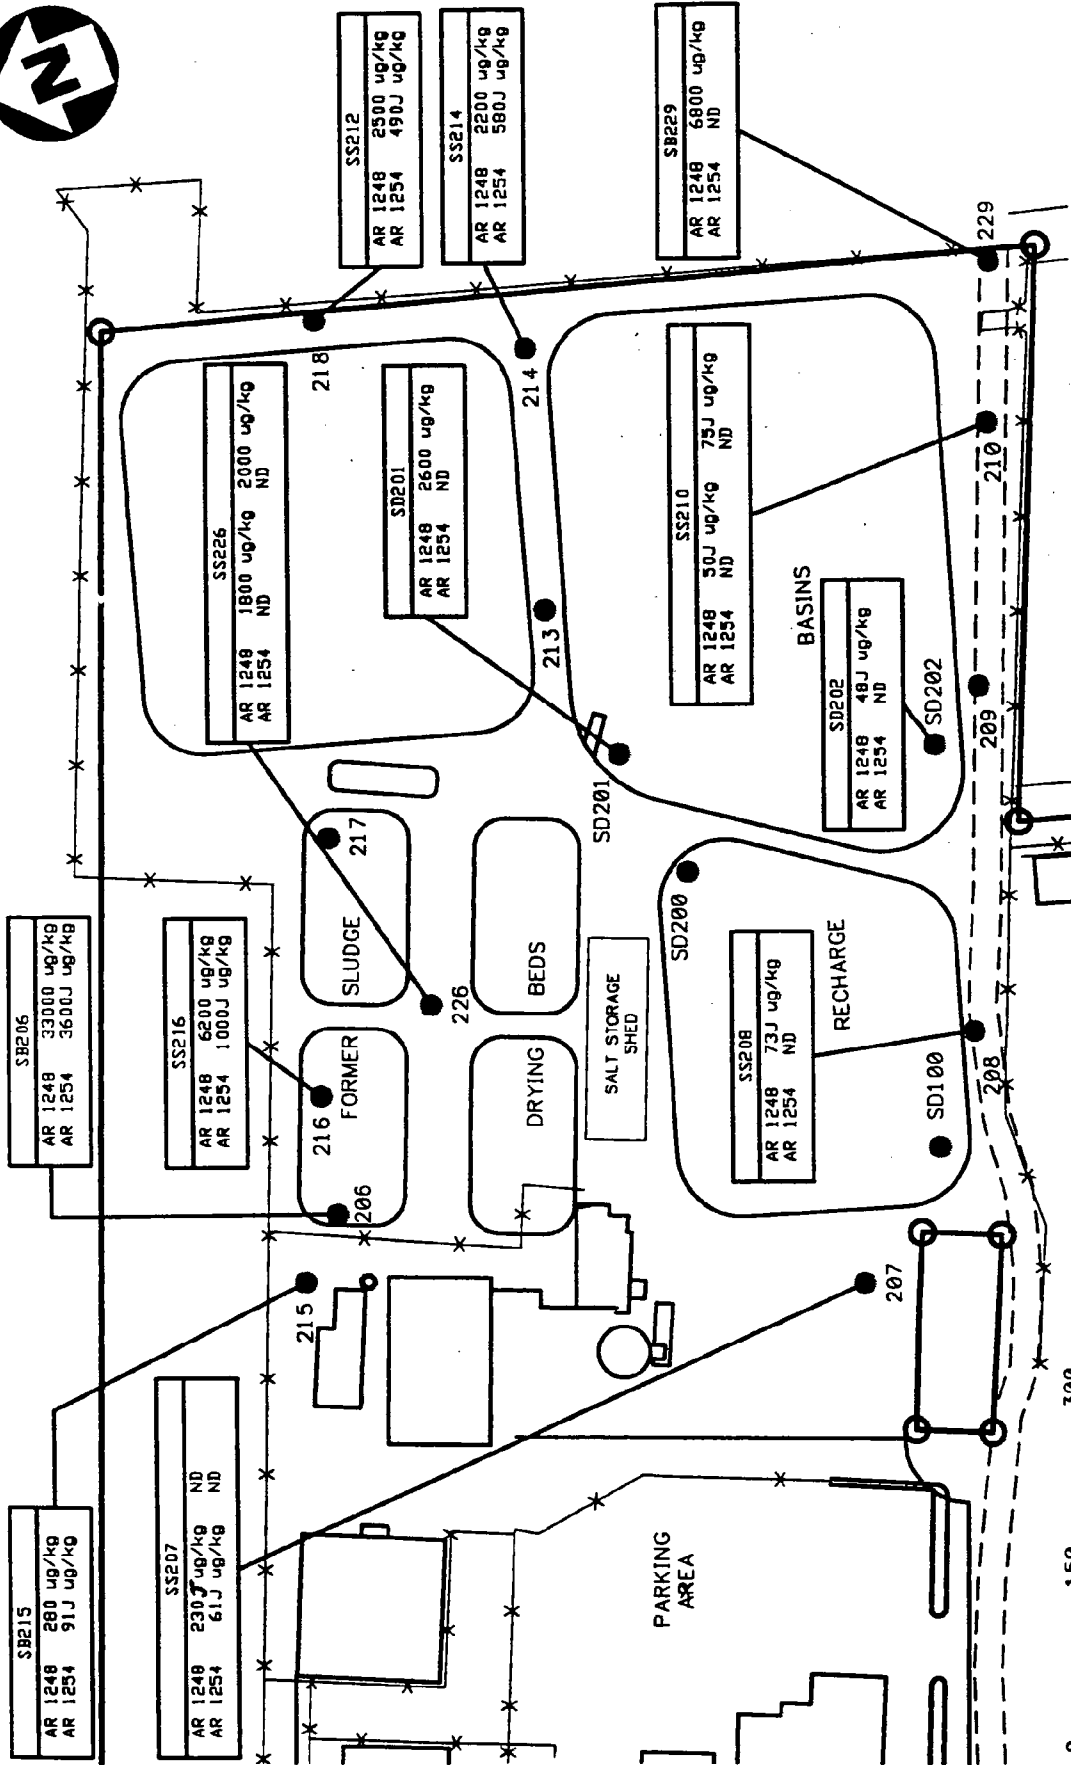 N
SS212
AR 1248 2500 ug/kg
AR 1254 490J ug/kg
SS214
AR 1248 2200 ug/kg
AR 1254 580J ug/kg
SB229
AR 1248 6800 ug/kg
AR 1254 ND
218
214
229
SS226
AR 1248 1800 ug/kg 2000 ug/kg
AR 1254 ND ND
SD201
AR 1248 2600 ug/kg
AR 1254 ND
SS210
AR 1248 50J ug/kg 75J ug/kg
AR 1254 ND ND
210
213
BASINS
SD202
AR 1248 48J ug/kg
AR 1254 ND
SD202
209
217
SD201
SB206
AR 1248 33000 ug/kg
AR 1254 3600J ug/kg
SS216
AR 1248 6200 ug/kg
AR 1254 1000J ug/kg
SLUDGE
226
BEDS
SALT STORAGE
SHED
SD200
RECHARGE
SS208
AR 1248 73J ug/kg
AR 1254 ND
208
SD100
FORMER
DRYING
216
206
215
207
SB215
AR 1248 280 ug/kg
AR 1254 91J ug/kg
SS207
AR 1248 230J ug/kg ND
AR 1254 61J ug/kg ND
PARKING
AREA